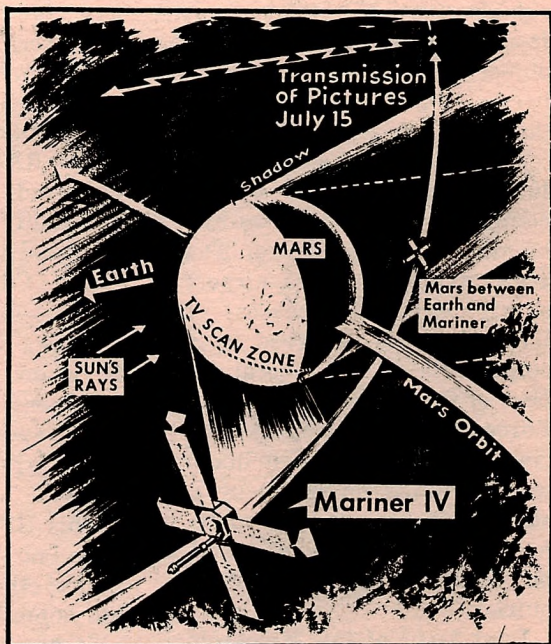 Transmission
of Pictures
July 15
Shadow
MARS
Earth
Mars between
Earth and
Mariner
TV SCAN ZONE
SUN'S
RAYS
Mars Orbit
Mariner IV